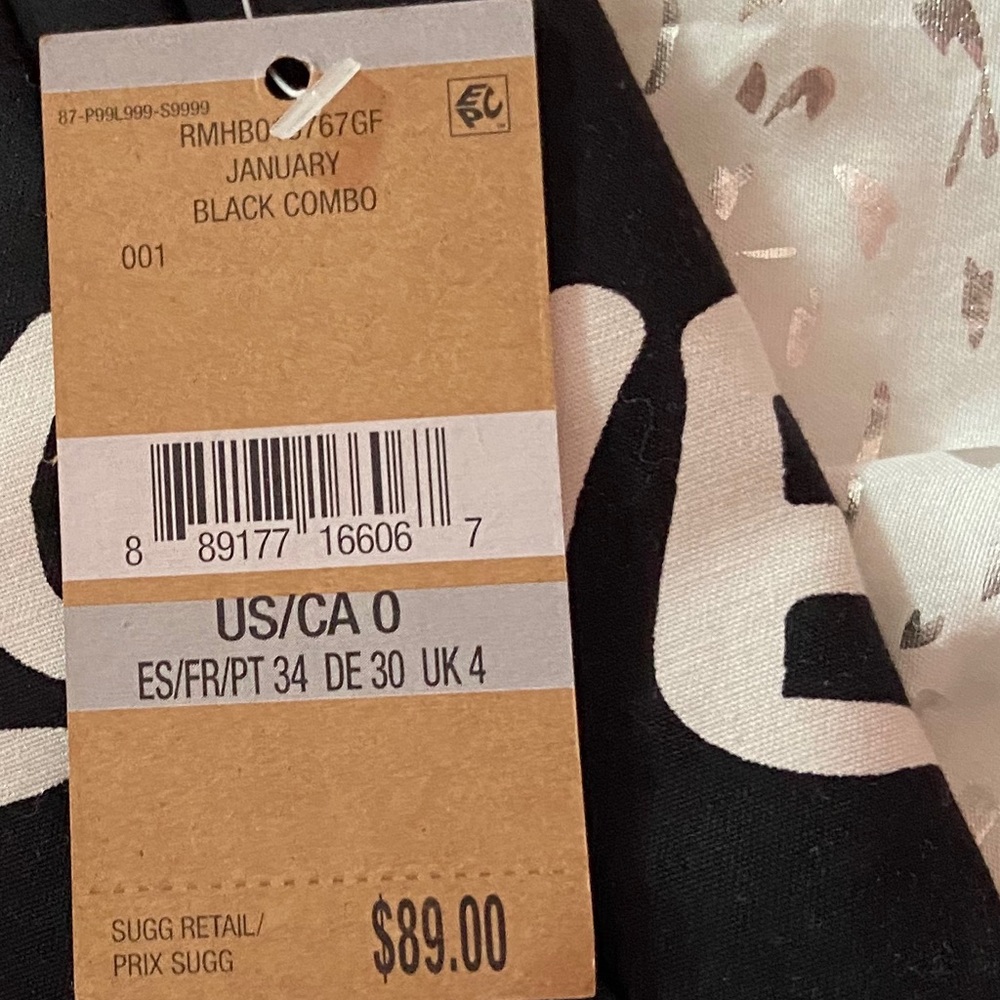 87-P99L999-S9999
EPC
JANUARY
BLACK COMBO
001
8 89177 16606 7
US/CA 0
ES/FR/PT 34 DE 30 UK 4
SUGG RETAIL/
PRIX SUGG
$89.00